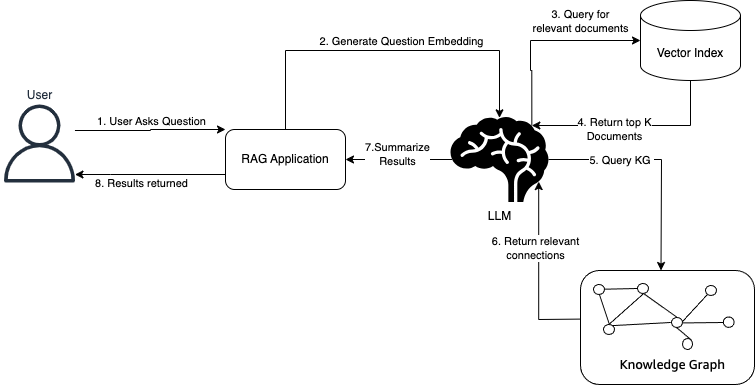 User
1. User Asks Question
RAG Application
8. Results returned
2. Generate Question Embedding
3. Query for
relevant documents
Vector Index
4. Return top K
Documents
7.Summarize
Results
LLM
5. Query KG
6. Return relevant
connections
Knowledge Graph